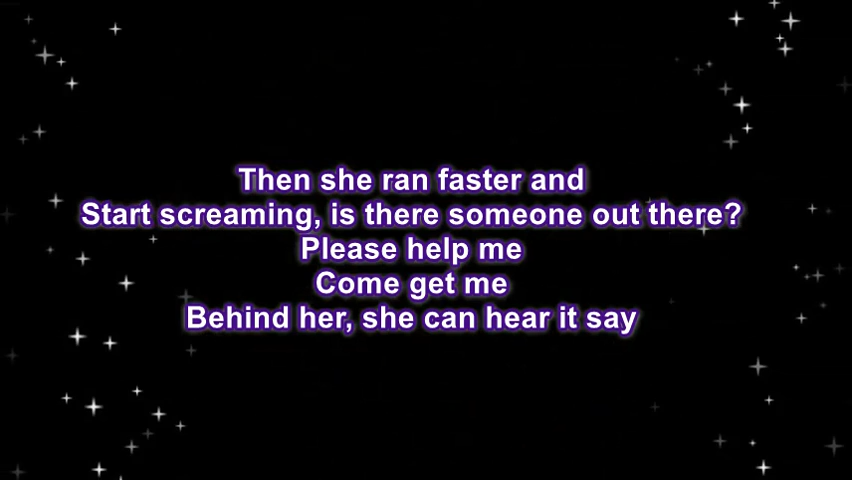 Then she ran faster and
Start screaming, is there someone out there?
Please help me
Come get me
Behind her, she can hear it say